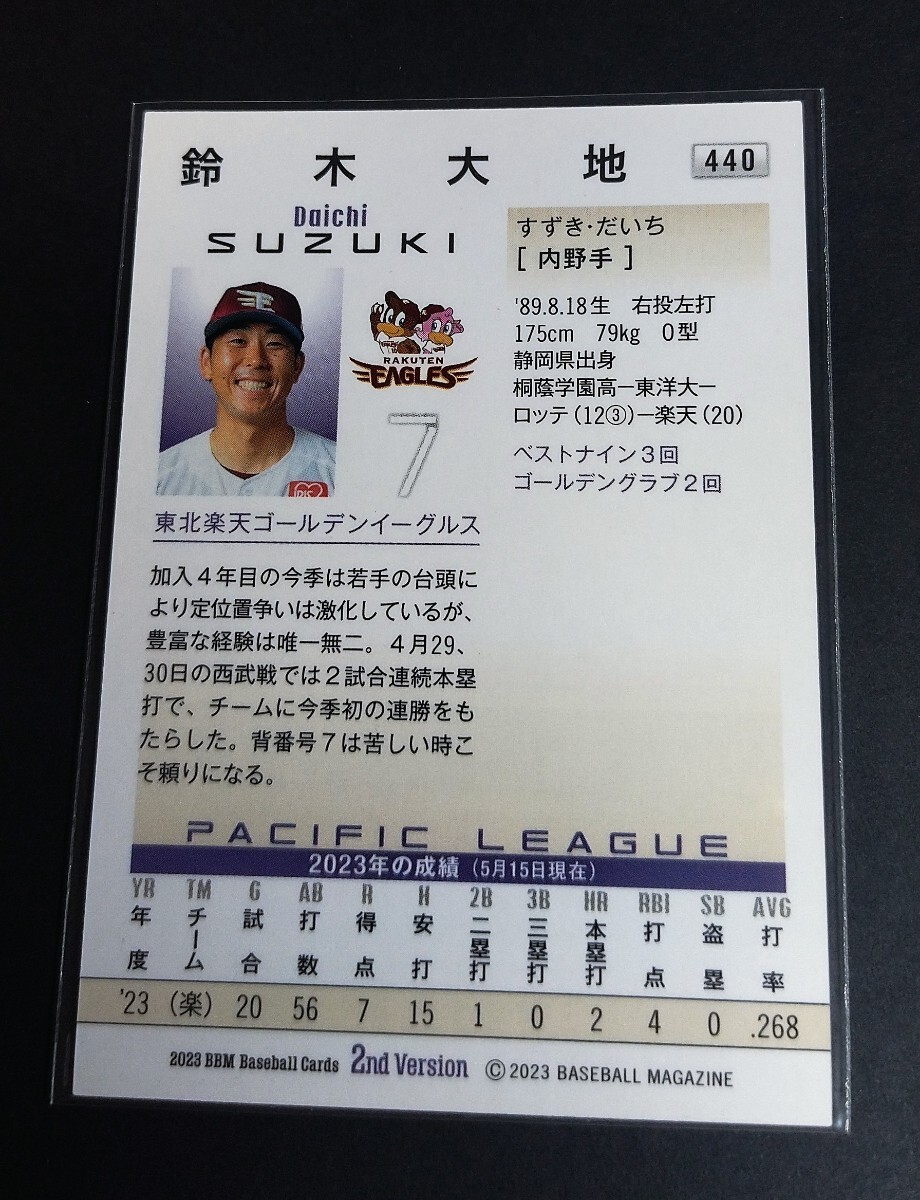 鈴木大地 440
Daichi
SUZUKI
すずき・だいち
[ 内野手 ]
'89.8.18生 右投左打
175cm 79kg O型
静岡県出身
桐蔭学園高ー東洋大ー
ロッテ(12③)ー楽天(20)
ベストナイン3回
ゴールデングラブ2回
RAKUTEN
EAGLES
7
東北楽天ゴールデンイーグルス
加入4年目の今季は若手の台頭に
より定位置争いは激化しているが、
豊富な経験は唯一無二。4月29、
30日の西武戦では2試合連続本塁
打で、チームに今季初の連勝をも
たらした。背番号7は苦しい時こ
そ頼りになる。
PACIFIC LEAGUE
2023年の成績(5月15日現在)
YR TM G AB R H 2B 3B HR RBI SB AVG
年度 チーム 試合 打数 得点 安打 二塁打 三塁打 本塁打 打点 盗塁 打率
'23 (楽) 20 56 7 15 1 0 2 4 0 .268
2023 BBM Baseball Cards 2nd Version ©2023 BASEBALL MAGAZINE